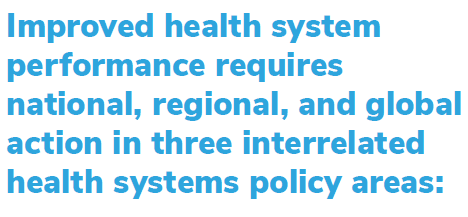 Improved health system
performance requires
national, regional, and global
action in three interrelated
health systems policy areas: